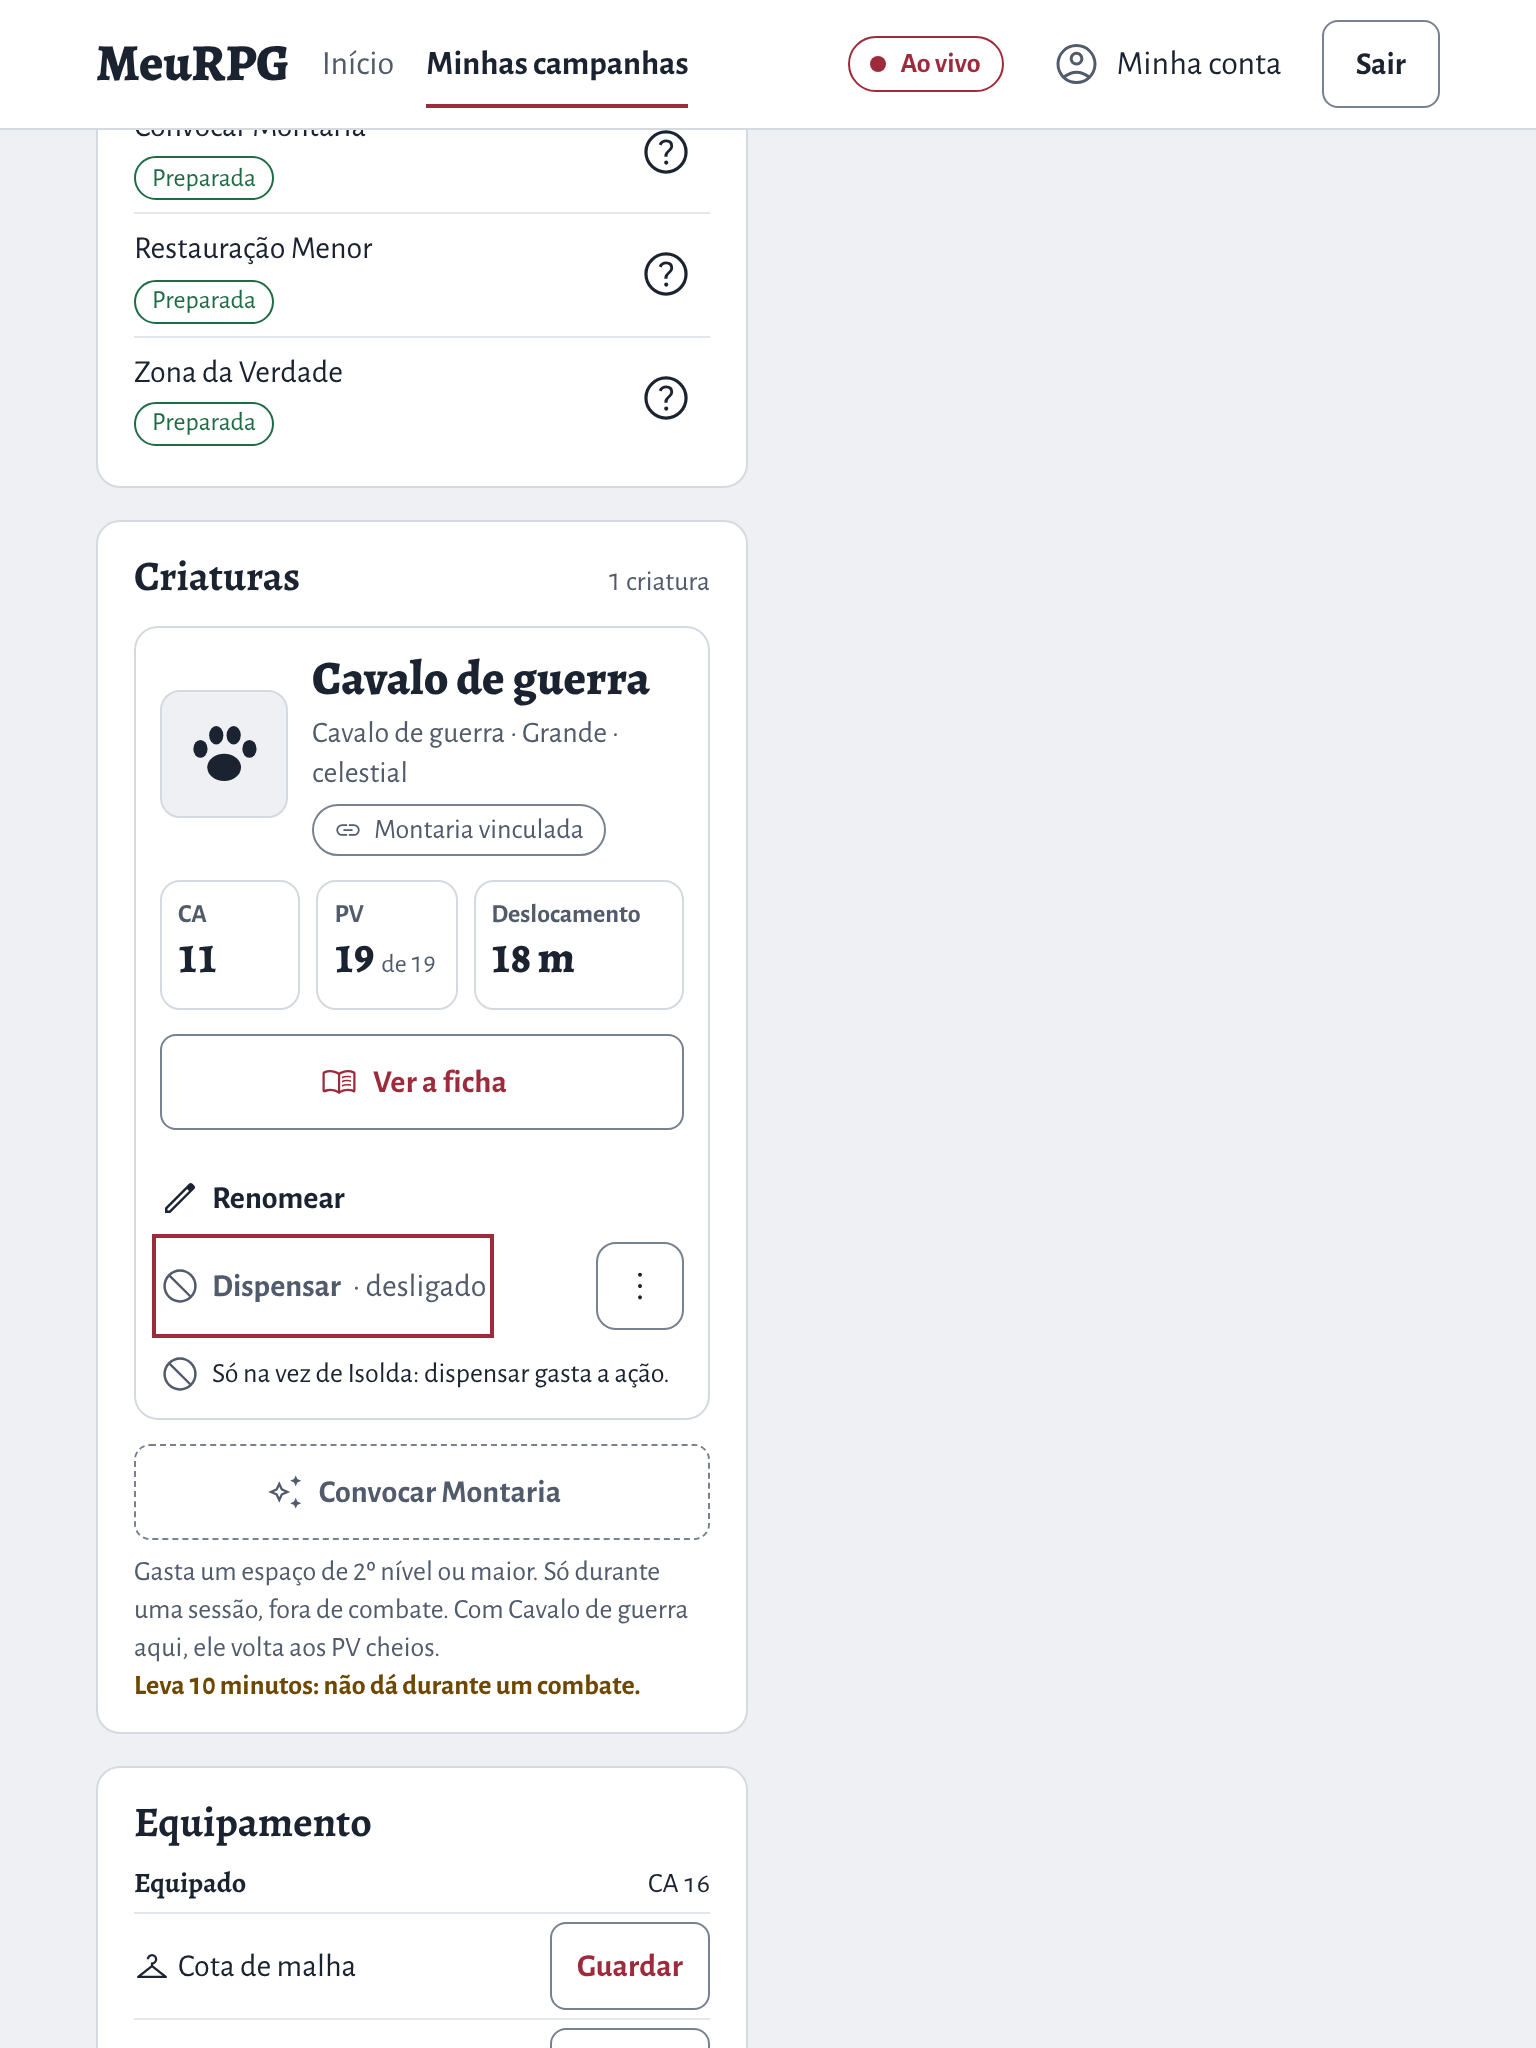 MeuRPG Início Minhas campanhas Ao vivo Minha conta Sair
Convocar Montaria
Preparada
Restauração Menor
Preparada
Zona da Verdade
Preparada
Criaturas 1 criatura
Cavalo de guerra
Cavalo de guerra · Grande ·
celestial
Montaria vinculada
CA PV Deslocamento
11 19 de 19 18 m
Ver a ficha
Renomear
Dispensar · desligado
Só na vez de Isolda: dispensar gasta a ação.
Convocar Montaria
Gasta um espaço de 2º nível ou maior. Só durante
uma sessão, fora de combate. Com Cavalo de guerra
aqui, ele volta aos PV cheios.
Leva 10 minutos: não dá durante um combate.
Equipamento
Equipado CA 16
Cota de malha Guardar